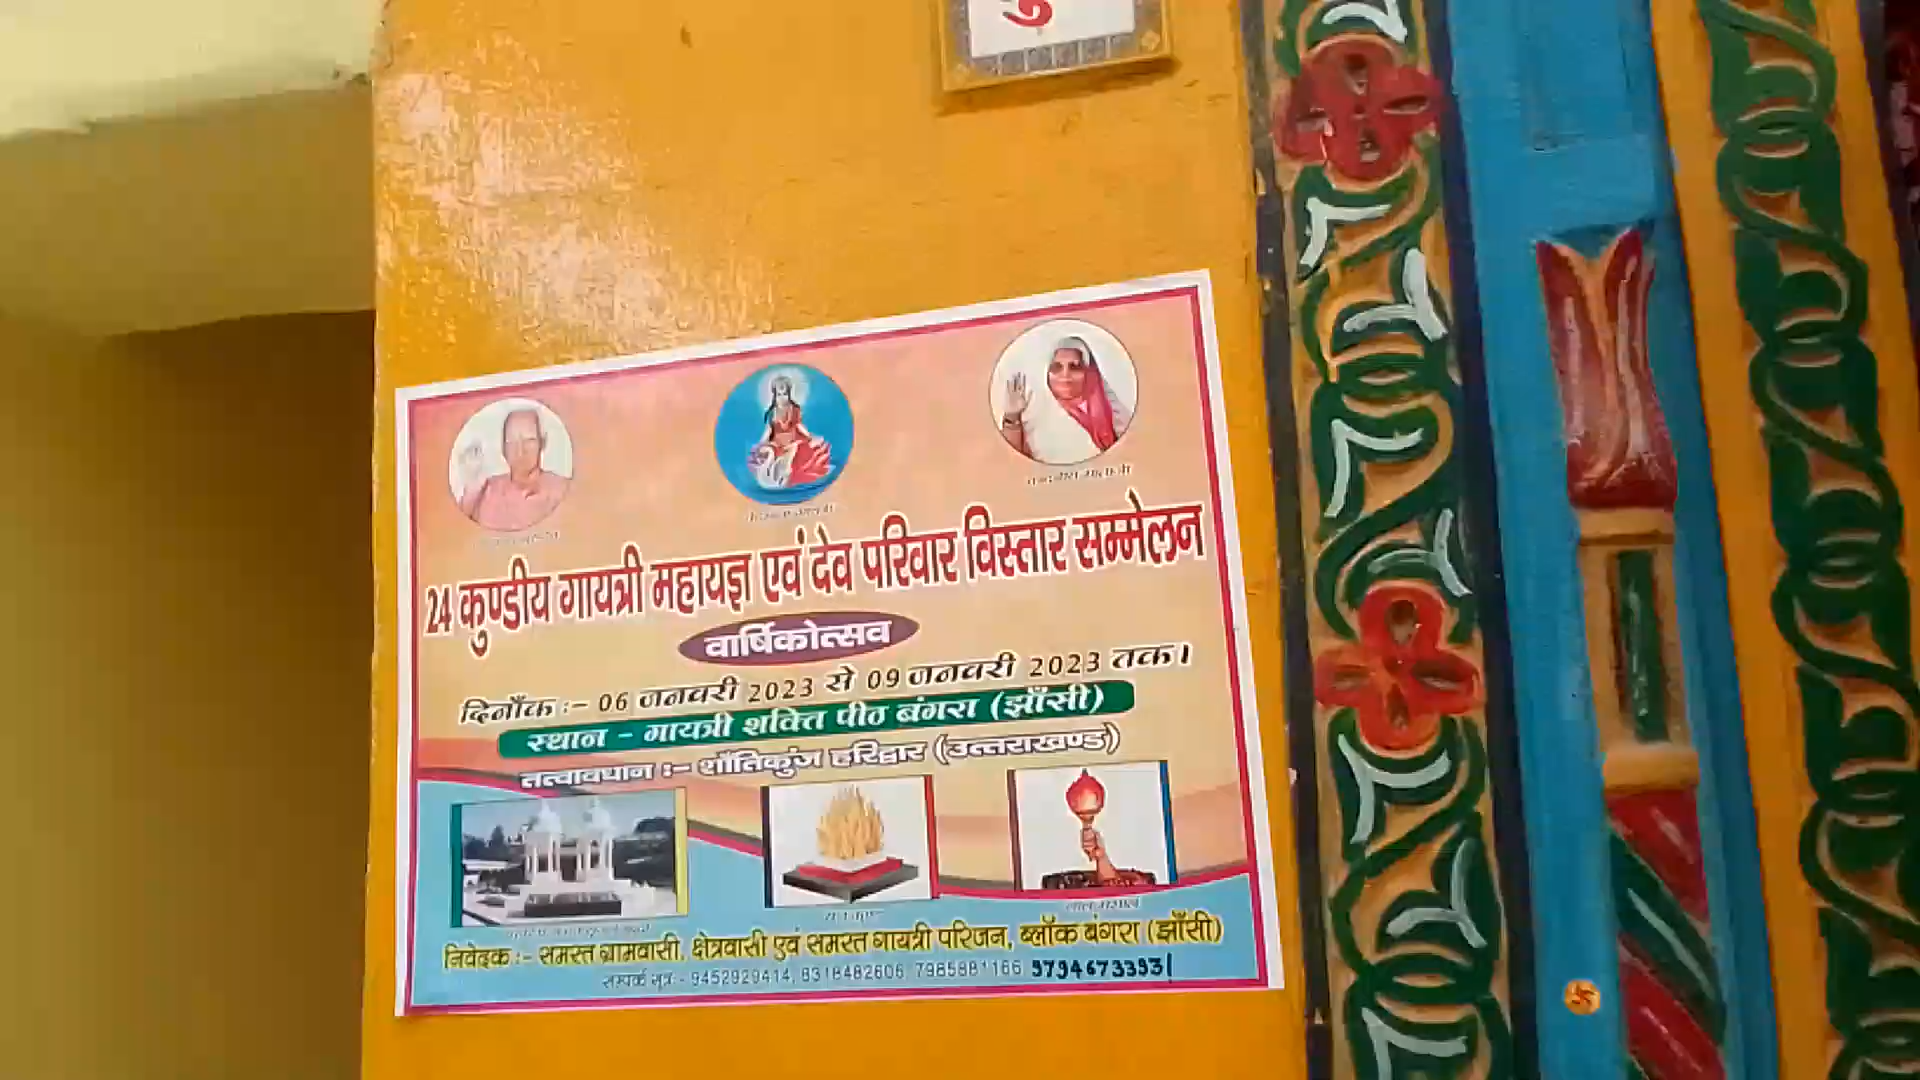 24 कुण्डीय गायत्री महायज्ञ एवं देव परिवार विस्तार सम्मेलन
वार्षिकोत्सव
दिनाँक :- 06 जनवरी 2023 से 09 जनवरी 2023 तक।
स्थान - गायत्री शक्ति पीठ बंगरा (झाँसी)
तत्वावधान :- शाँतिकुंज हरिद्वार (उत्तराखण्ड)
निवेदक :- समस्त ग्रामवासी, क्षेत्रवासी एवं समस्त गायत्री परिजन, ब्लॉक बंगरा (झाँसी)
सम्पर्क सूत्र:- 9452929414, 8318482606